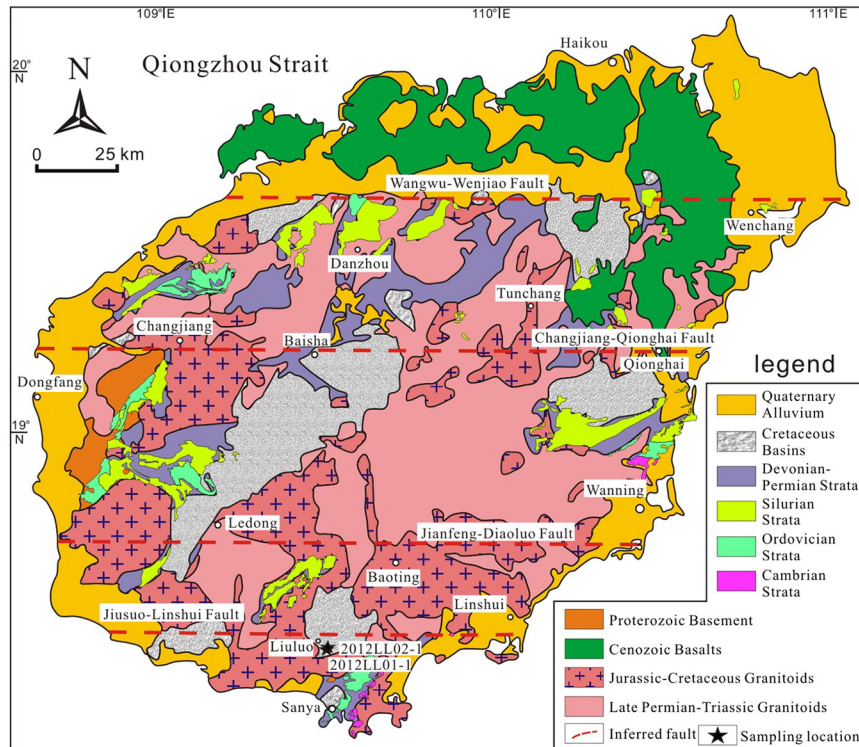 109°E
110°E
111°E
20°
N
Qiongzhou Strait
N
0
25 km
Haikou
Wangwu-Wenjiao Fault
Wenchang
Danzhou
Tunchang
Changjiang
Baisha
Changjiang-Qionghai Fault
Qionghai
Dongfang
19°
N
Wanning
Ledong
Jianfeng-Diaoluo Fault
Baoting
Linshui
Jiusuo-Linshui Fault
Liuluo
2012LL02-1
2012LL01-1
Sanya
legend
Quaternary
Alluvium
Cretaceous
Basins
Devonian-
Permian Strata
Silurian
Strata
Ordovician
Strata
Cambrian
Strata
Proterozoic Basement
Cenozoic Basalts
Jurassic-Cretaceous Granitoids
Late Permian-Triassic Granitoids
Inferred fault
Sampling location